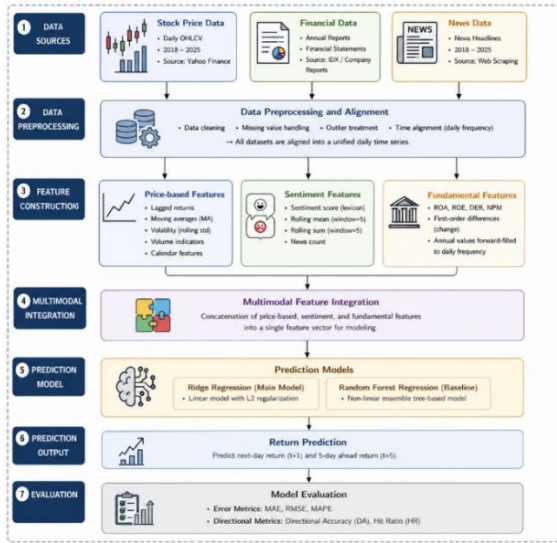 1 DATA SOURCES
Stock Price Data
• Daily OHLCV
• 2018 – 2025
• Source: Yahoo Finance
Financial Data
• Annual Reports
• Financial Statements
• Source: IDX / Company
Reports
NEWS
News Data
• News Headlines
• 2018 – 2025
• Source: Web Scraping
2 DATA PREPROCESSING
Data Preprocessing and Alignment
• Data cleaning • Missing value handling • Outlier treatment • Time alignment (daily frequency)
→ All datasets are aligned into a unified daily time series.
3 FEATURE CONSTRUCTION
Price-based Features
• Lagged returns
• Moving averages (MA)
• Volatility (rolling std)
• Volume indicators
• Calendar features
Sentiment Features
• Sentiment score (lexicon)
• Rolling mean (window=5)
• Rolling sum (window=5)
• News count
Fundamental Features
• ROA, ROE, DER, NPM
• First-order differences
(change)
• Annual values forward-filled
to daily frequency
4 MULTIMODAL INTEGRATION
Multimodal Feature Integration
Concatenation of price-based, sentiment, and fundamental features
into a single feature vector for modeling.
5 PREDICTION MODEL
Prediction Models
Ridge Regression (Main Model)
• Linear model with L2 regularization
Random Forest Regression (Baseline)
• Non-linear ensemble tree-based model
6 PREDICTION OUTPUT
Return Prediction
Predict next-day return (t+1) and 5-day ahead return (t+5).
7 EVALUATION
Model Evaluation
• Error Metrics: MAE, RMSE, MAPE
• Directional Metrics: Directional Accuracy (DA), Hit Ratio (HR)